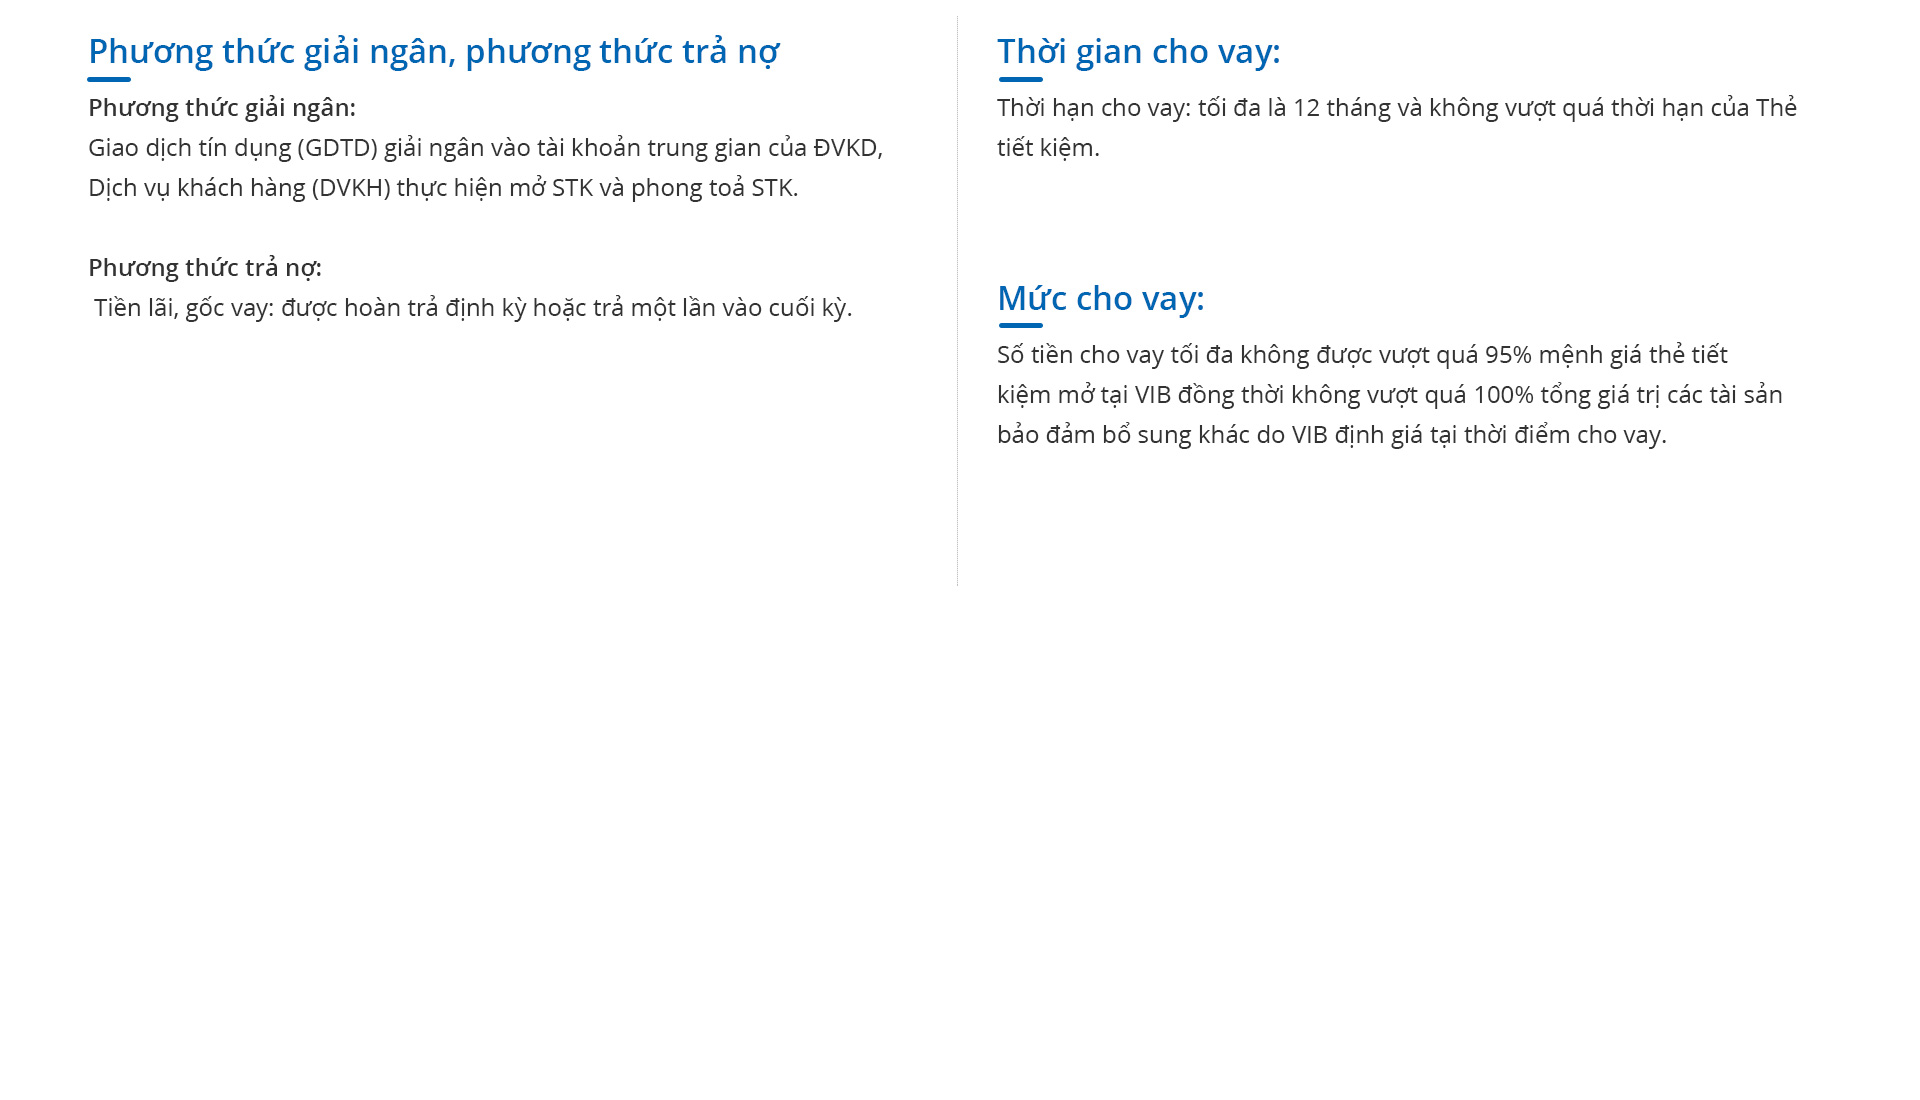 Phương thức giải ngân, phương thức trả nợ
Phương thức giải ngân:
Giao dịch tín dụng (GDTD) giải ngân vào tài khoản trung gian của ĐVKD,
Dịch vụ khách hàng (DVKH) thực hiện mở STK và phong toả STK.
Phương thức trả nợ:
Tiền lãi, gốc vay: được hoàn trả định kỳ hoặc trả một lần vào cuối kỳ.
Thời gian cho vay:
Thời hạn cho vay: tối đa là 12 tháng và không vượt quá thời hạn của Thẻ
tiết kiệm.
Mức cho vay:
Số tiền cho vay tối đa không được vượt quá 95% mệnh giá thẻ tiết
kiệm mở tại VIB đồng thời không vượt quá 100% tổng giá trị các tài sản
bảo đảm bổ sung khác do VIB định giá tại thời điểm cho vay.